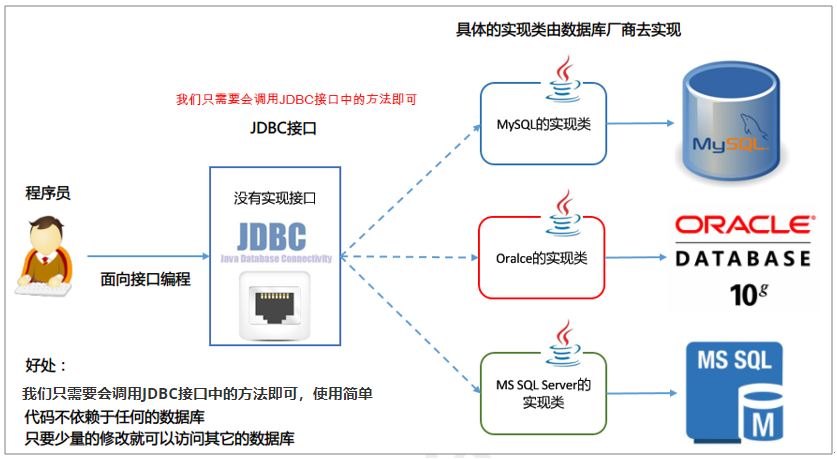 具体的实现类由数据库厂商去实现
我们只需要会调用JDBC接口中的方法即可
JDBC接口
MySQL的实现类
MySQL
程序员
没有实现接口
JDBC
Java Database Connectivity
面向接口编程
Oralce的实现类
ORACLE
DATABASE
10g
MS SQL Server的
实现类
MS SQL
M
好处：
我们只需要会调用JDBC接口中的方法即可，使用简单
代码不依赖于任何的数据库
只要少量的修改就可以访问其它的数据库